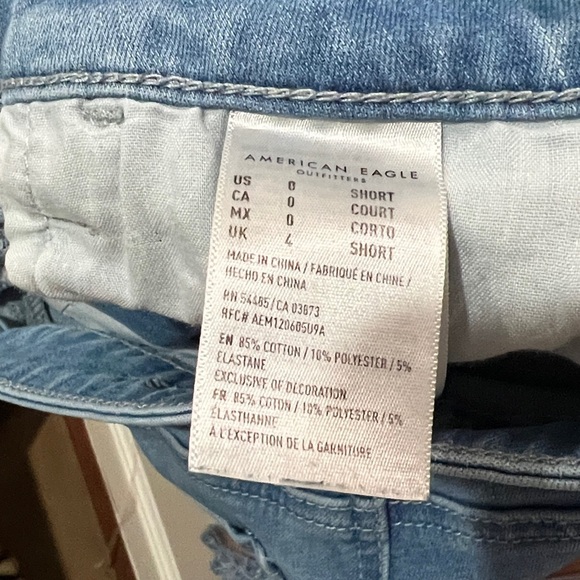 AMERICAN EAGLE
OUTFITTERS
US 0 SHORT
CA 0 COURT
MX 0 CORTO
UK 4 SHORT
MADE IN CHINA / FABRIQUÉ EN CHINE /
HECHO EN CHINA
RN 54485/CA 03873
RFC# AEM120605U9A
EN 85% COTTON / 10% POLYESTER / 5%
ELASTANE
EXCLUSIVE OF DECORATION
FR 85% COTON / 10% POLYESTER / 5%
ÉLASTHANNE
À L'EXCEPTION DE LA GARNITURE